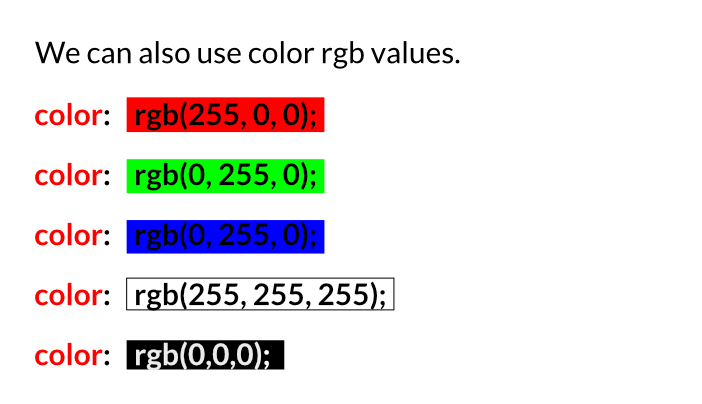 We can also use color rgb values.
color: rgb(255, 0, 0);
color: rgb(0, 255, 0);
color: rgb(0, 255, 0);
color: rgb(255, 255, 255);
color: rgb(0,0,0);